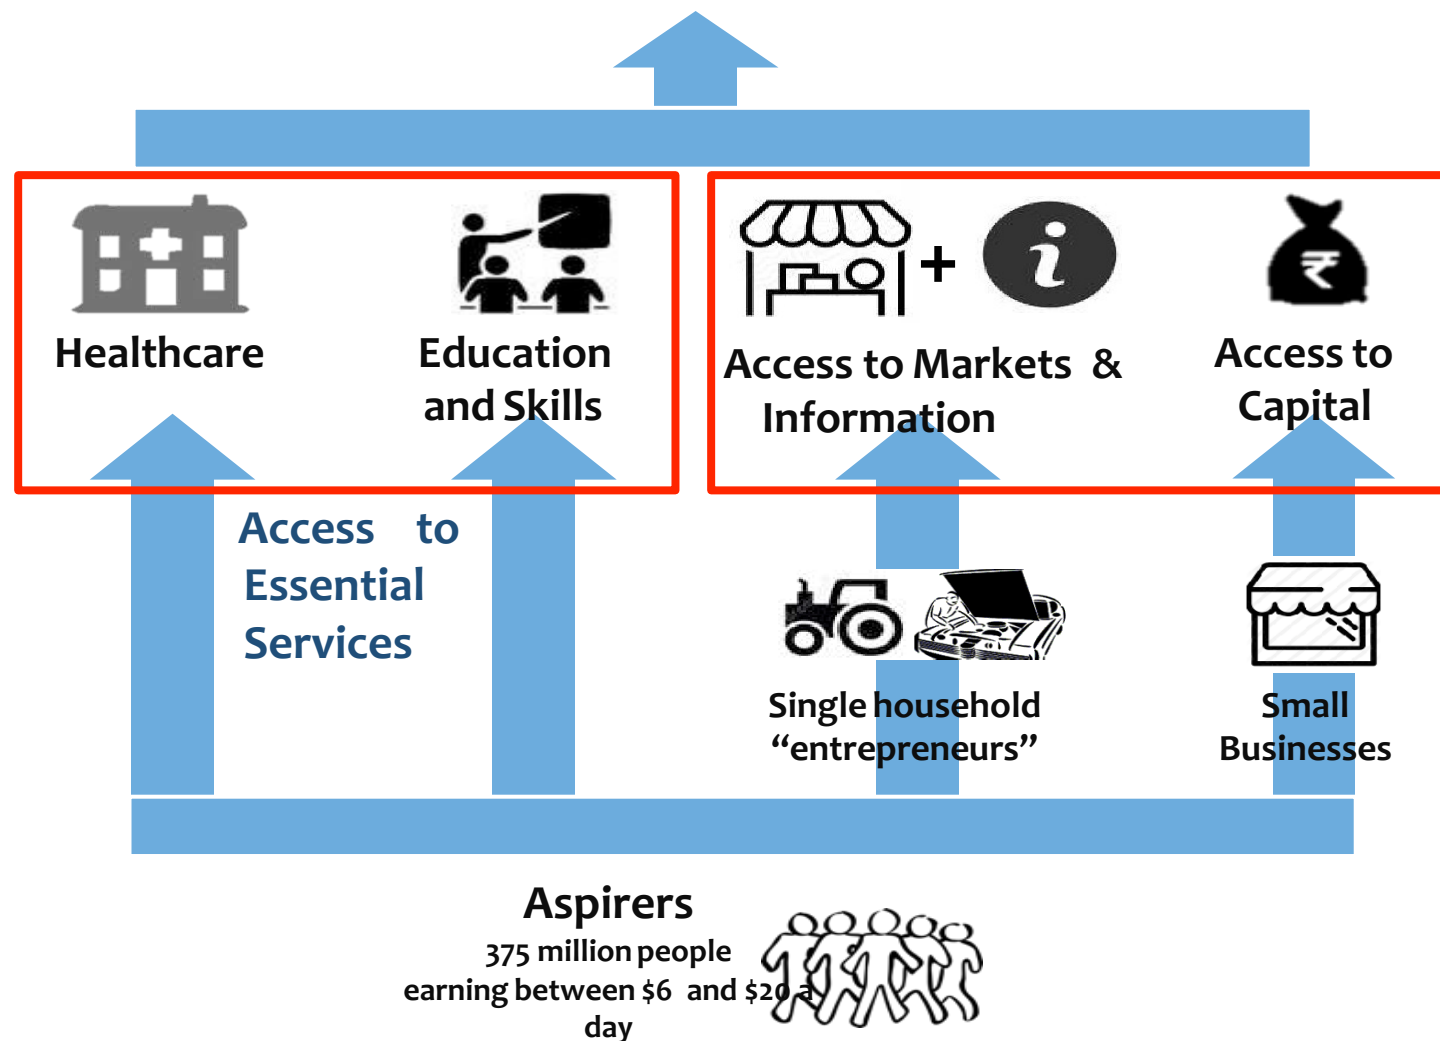 Healthcare
Education
and Skills
+
i
Access to Markets &
Information
₹
Access to
Capital
Access to
Essential
Services
Single household
“entrepreneurs”
Small
Businesses
Aspirers
375 million people
earning between $6 and $20 a
day